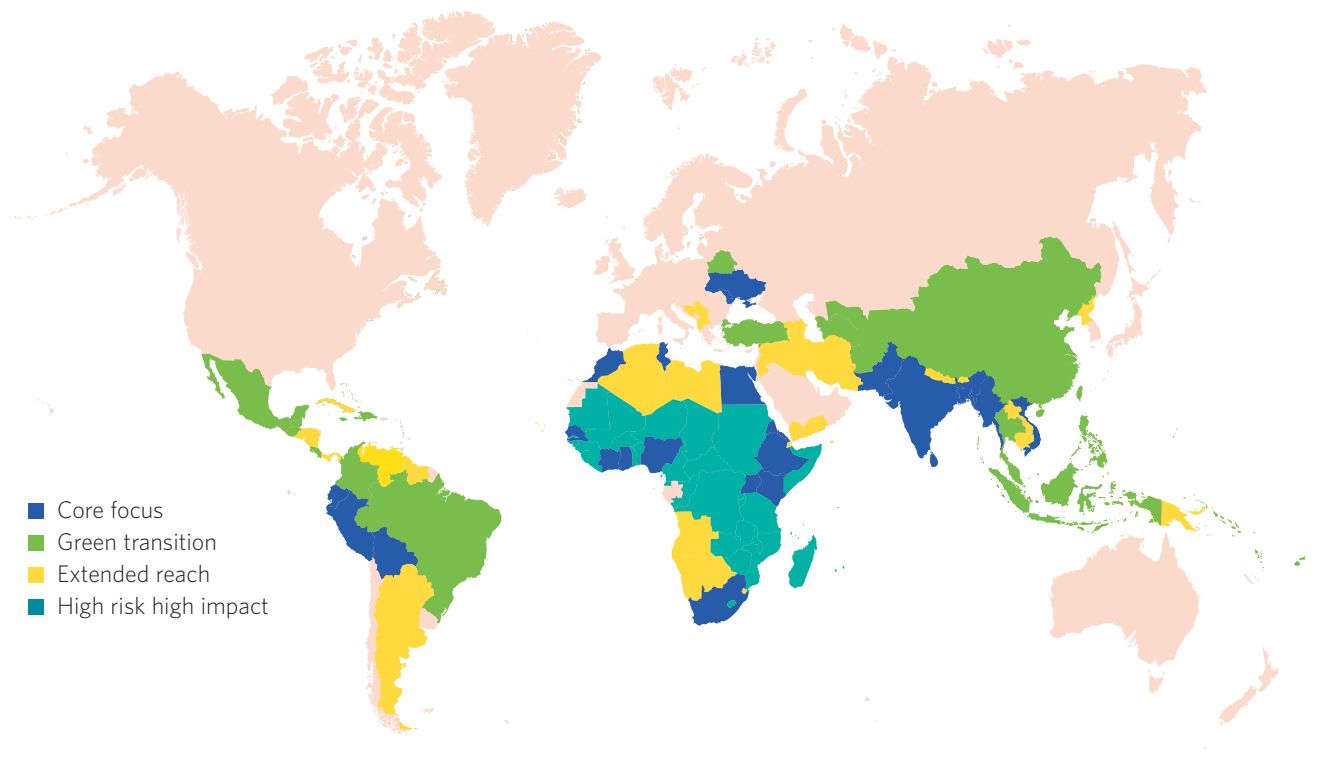 Core focus
Green transition
Extended reach
High risk high impact